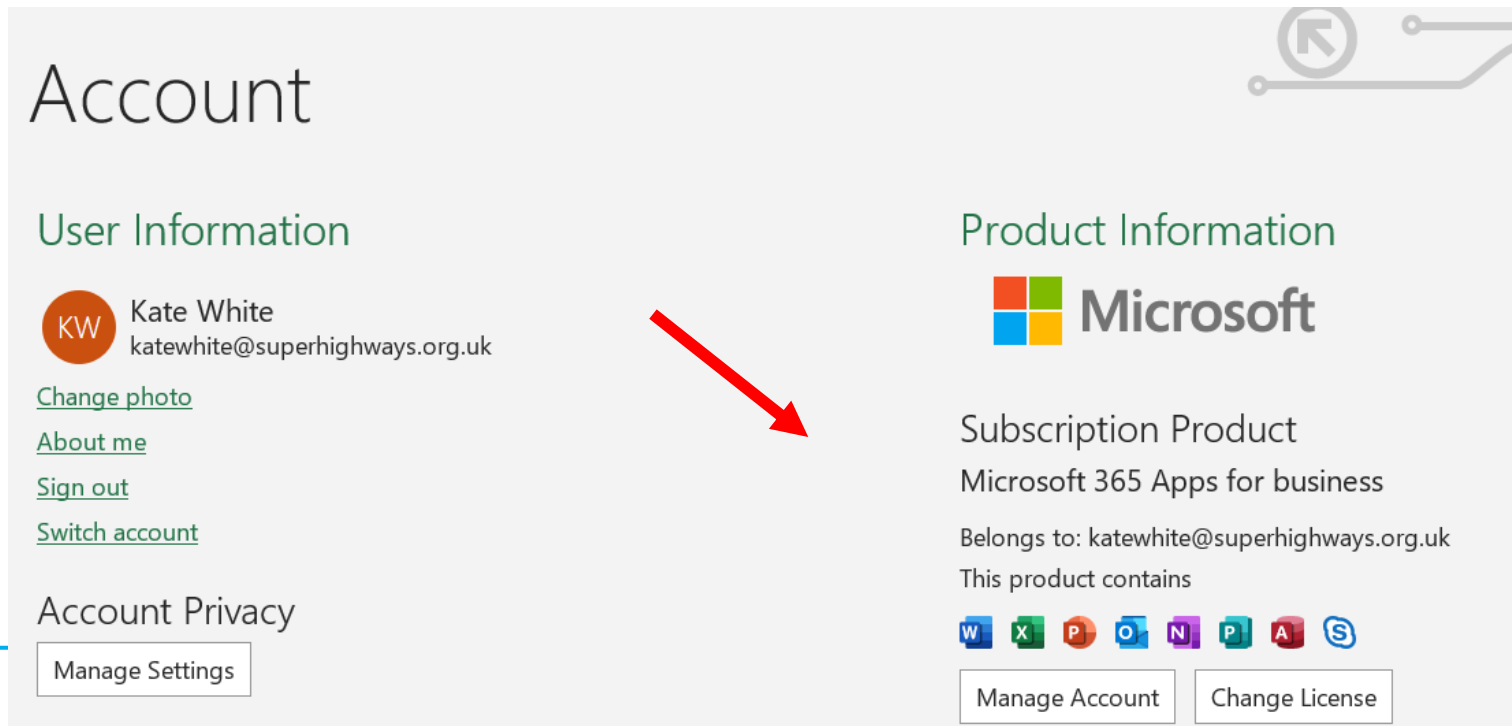 Account
User Information
KW
Kate White
katewhite@superhighways.org.uk
Change photo
About me
Sign out
Switch account
Account Privacy
Manage Settings
Product Information
Microsoft
Subscription Product
Microsoft 365 Apps for business
Belongs to: katewhite@superhighways.org.uk
This product contains
W X P O N P A S
Manage Account Change License